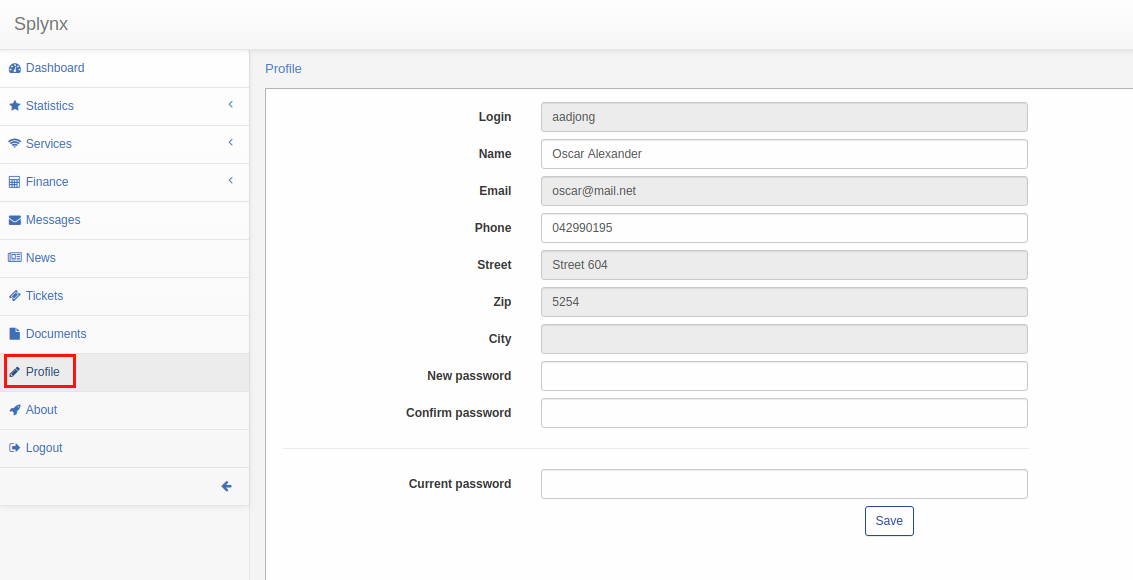 Splynx
Dashboard
Statistics
Services
Finance
Messages
News
Tickets
Documents
Profile
About
Logout
Profile
Login aadjong
Name Oscar Alexander
Email oscar@mail.net
Phone 042990195
Street Street 604
Zip 5254
City
New password
Confirm password
Current password
Save